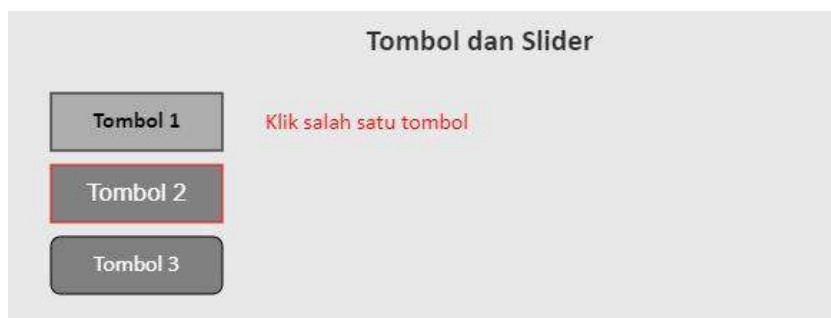 Tombol dan Slider
Tombol 1
Klik salah satu tombol
Tombol 2
Tombol 3